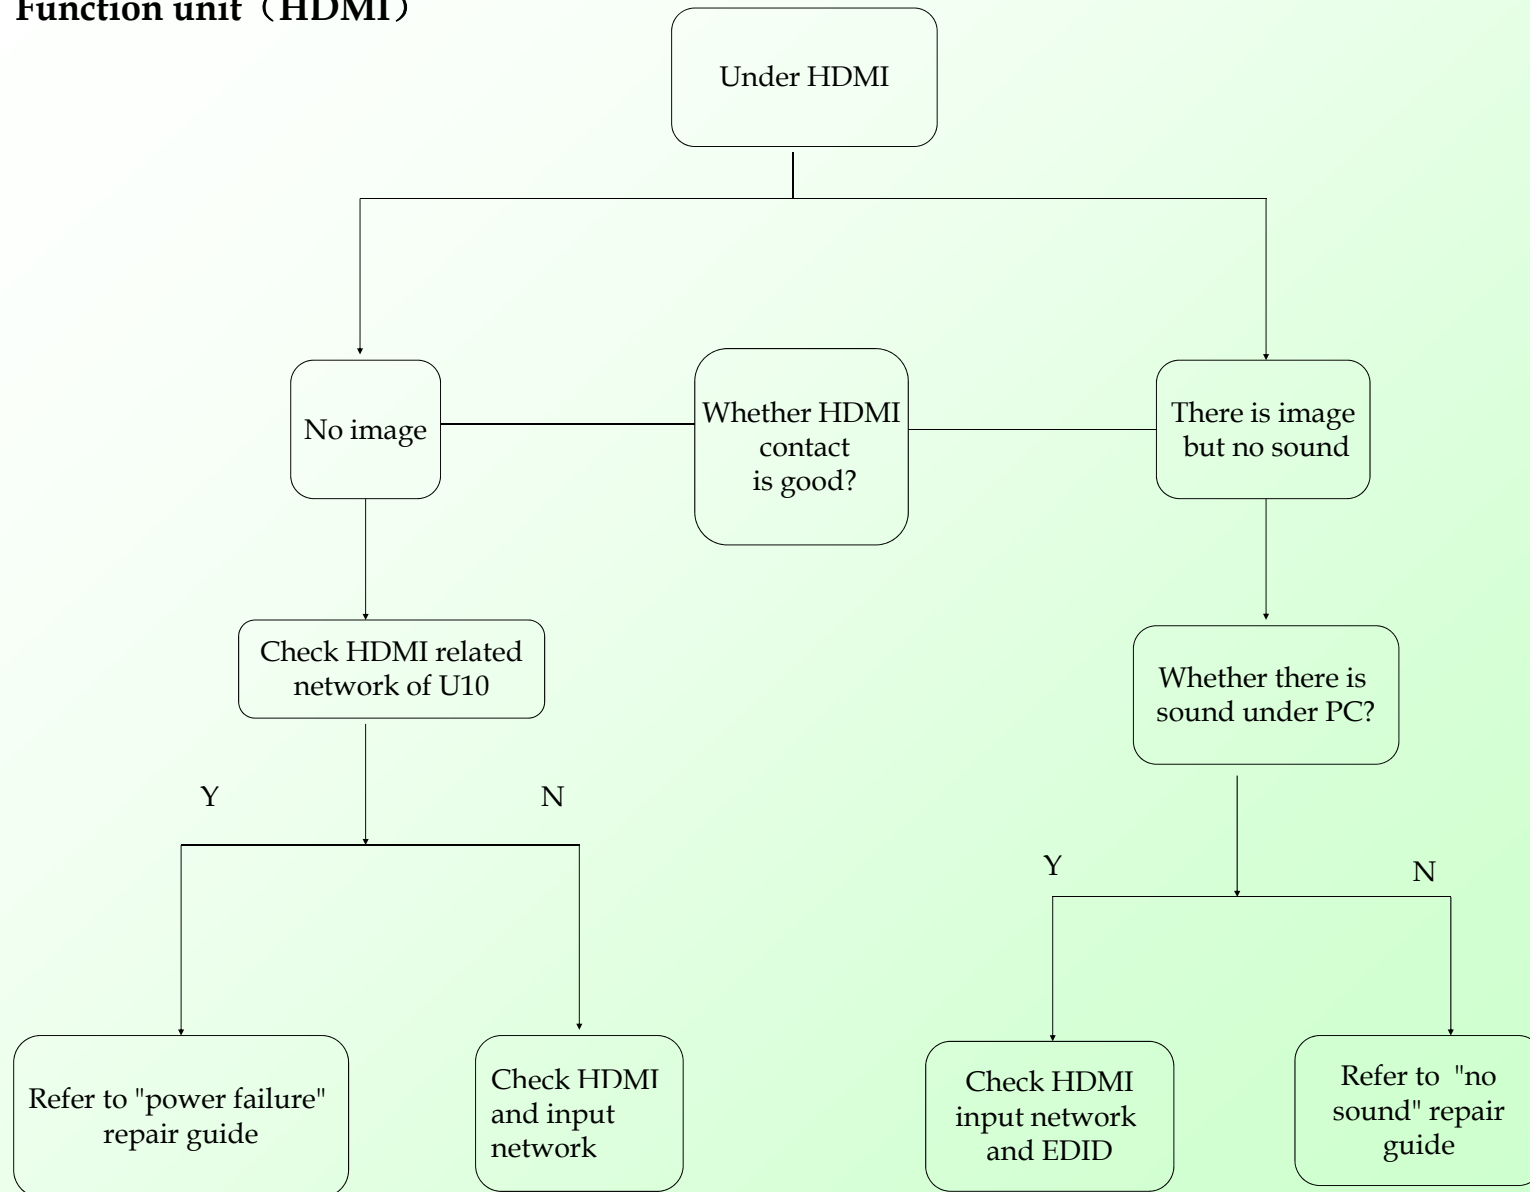 Function unit（HDMI）
Under HDMI
No image
Whether HDMI
contact
is good?
There is image
but no sound
Check HDMI related
network of U10
Whether there is
sound under PC?
Y
N
Y
N
Refer to "power failure"
repair guide
Check HDMI
and input
network
Check HDMI
input network
and EDID
Refer to "no
sound" repair
guide